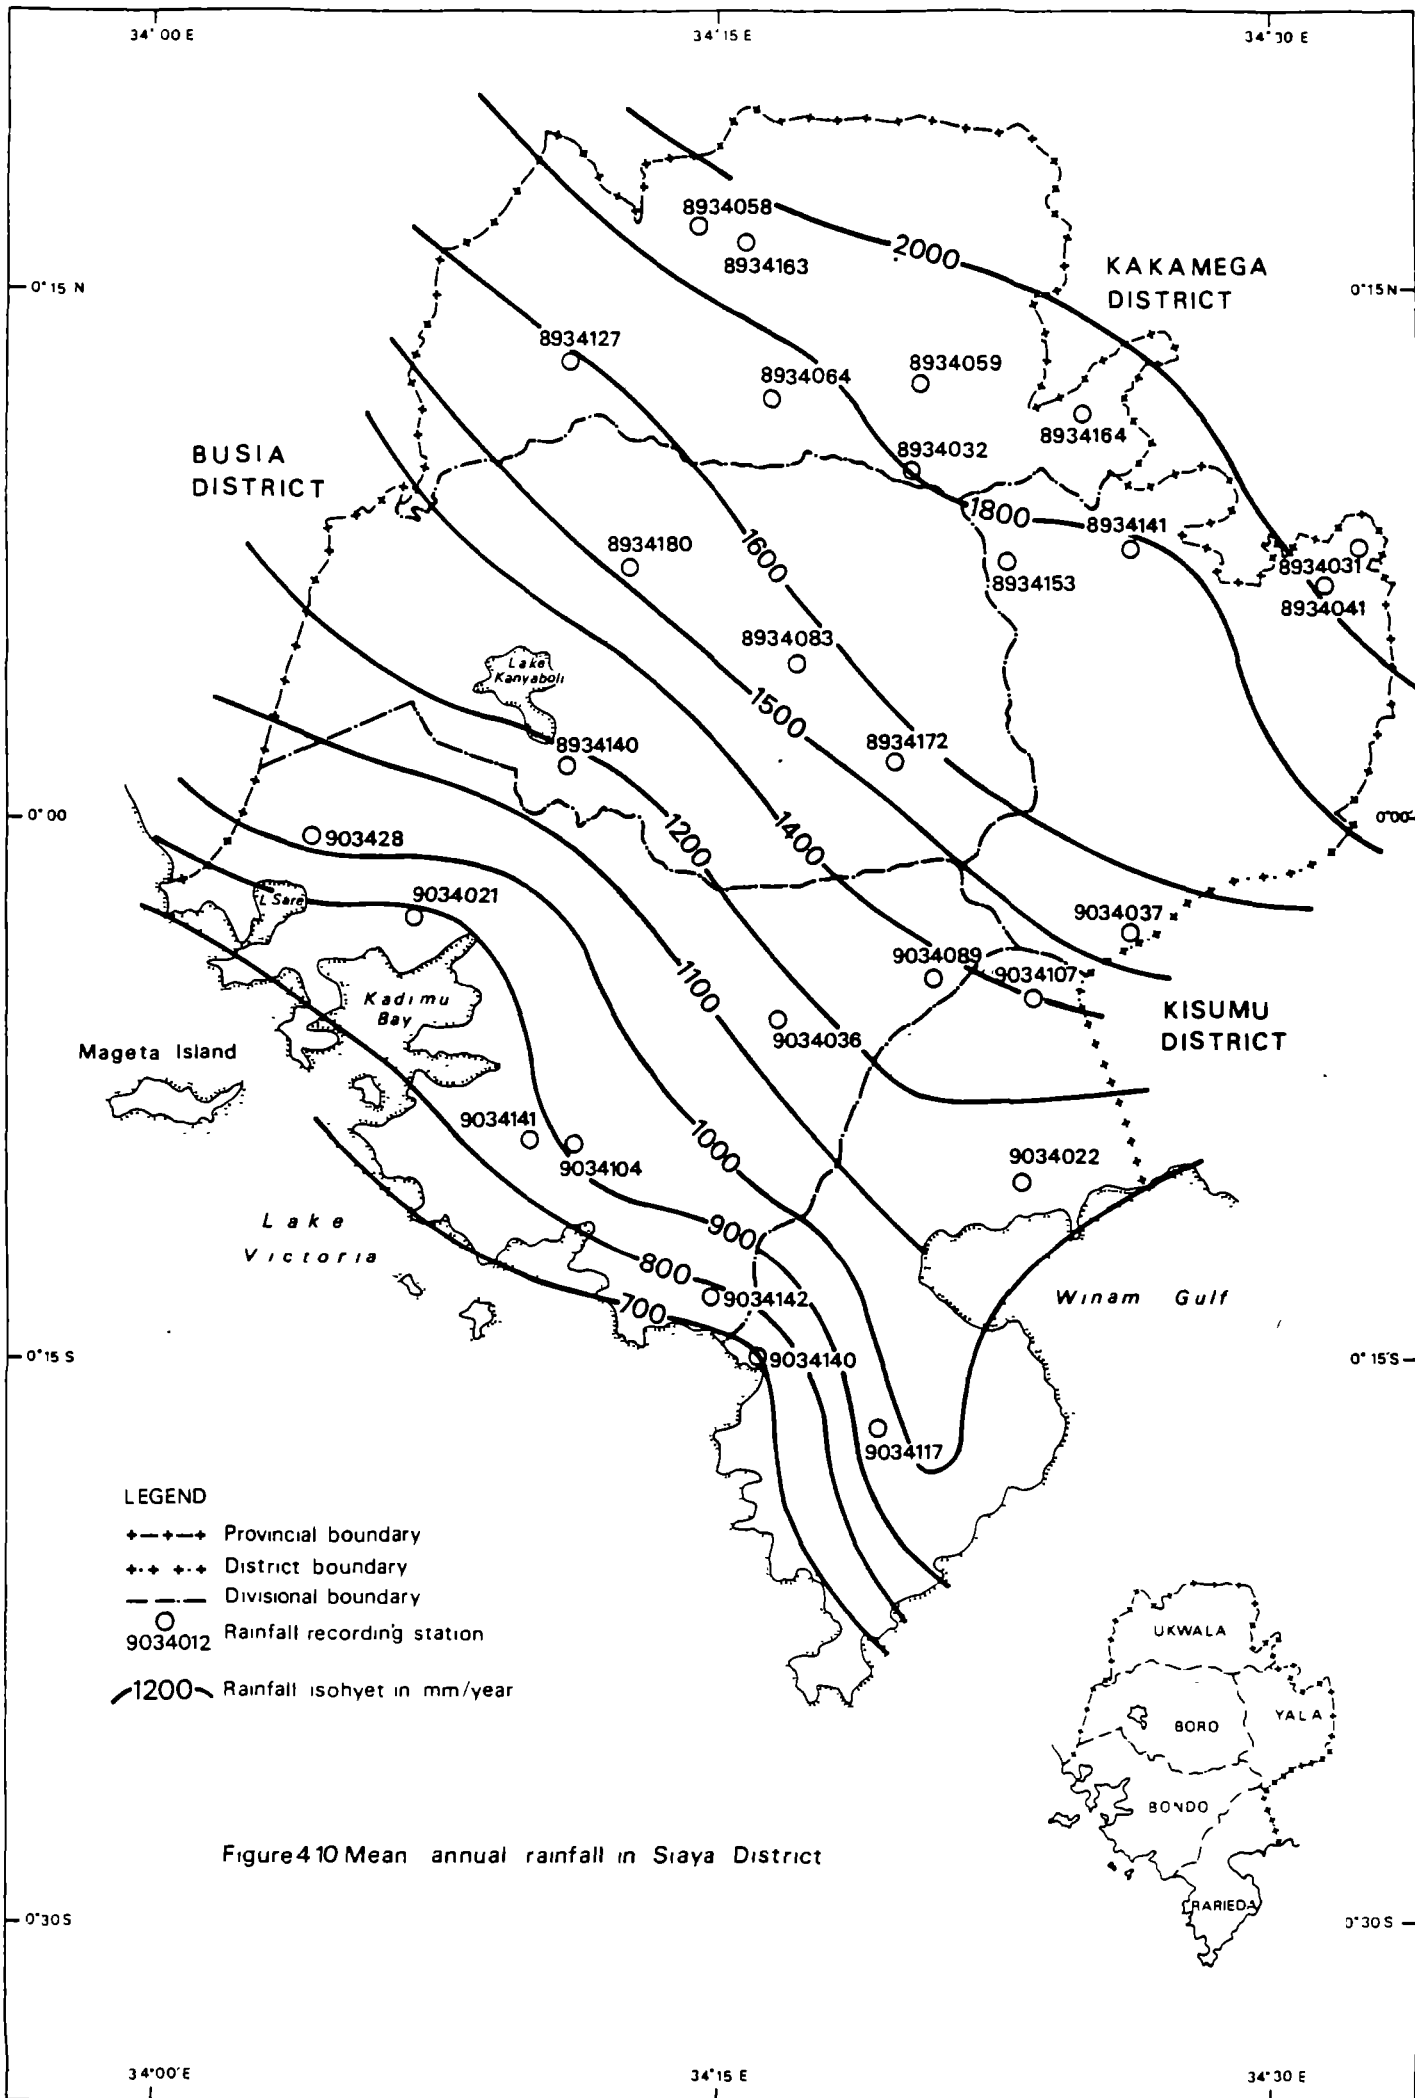 34°00 E
34°15 E
34°30 E
8934058
8934163
2000
KAKAMEGA
DISTRICT
0°15 N
0°15N
8934127
8934064
8934059
8934164
BUSIA
DISTRICT
8934032
1800
8934141
8934180
1600
8934153
8934031
8934041
8934083
Lake
Kanyaboli
1500
8934172
8934140
0°00
0°00
1200
1400
903428
9034021
L Sare
9034037
9034089
9034107
1100
Kadimu
Bay
KISUMU
DISTRICT
9034036
Mageta Island
9034141
1000
9034104
9034022
Lake
Victoria
900
800
700
9034142
Winam Gulf
9034140
0°15 S
0°15'S
9034117
LEGEND
Provincial boundary
District boundary
Divisional boundary
9034012 Rainfall recording station
1200 Rainfall isohyet in mm/year
UKWALA
BORO
YALA
BONDO
RARIEDA
Figure 4 10 Mean annual rainfall in Siaya District
0°30S
0°30 S
34°00'E
34°15 E
34°30 E